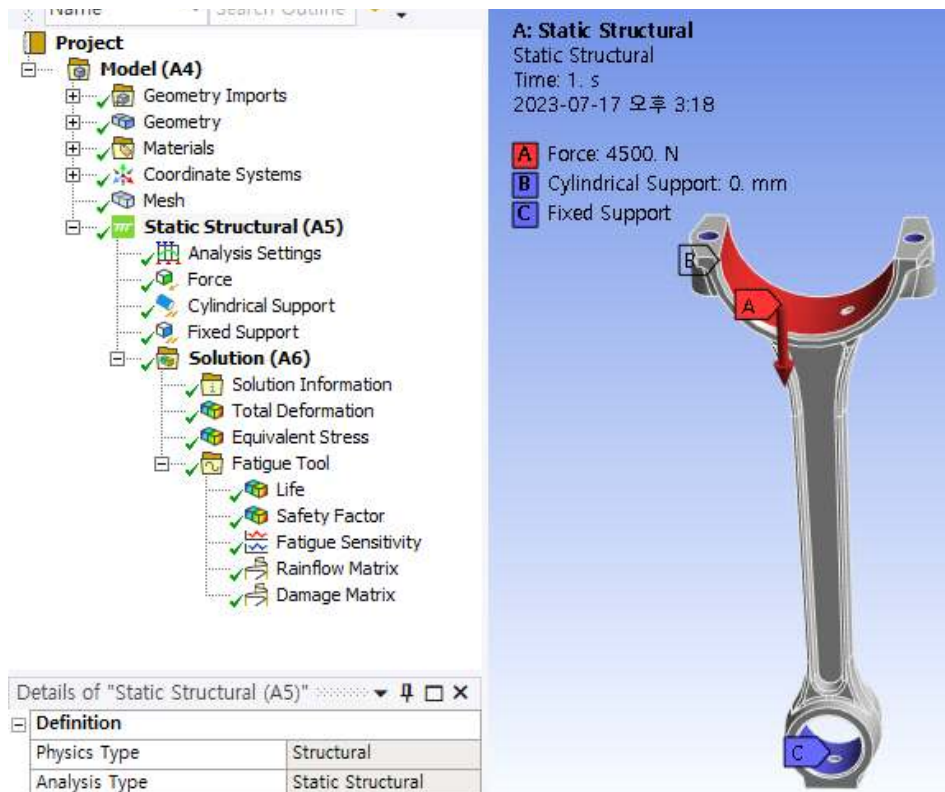 Name
Search Outline
Project
Model (A4)
Geometry Imports
Geometry
Materials
Coordinate Systems
Mesh
Static Structural (A5)
Analysis Settings
Force
Cylindrical Support
Fixed Support
Solution (A6)
Solution Information
Total Deformation
Equivalent Stress
Fatigue Tool
Life
Safety Factor
Fatigue Sensitivity
Rainflow Matrix
Damage Matrix
Details of "Static Structural (A5)"
Definition
Physics Type Structural
Analysis Type Static Structural
A: Static Structural
Static Structural
Time: 1. s
2023-07-17 오후 3:18
A Force: 4500. N
B Cylindrical Support: 0. mm
C Fixed Support
B
A
C